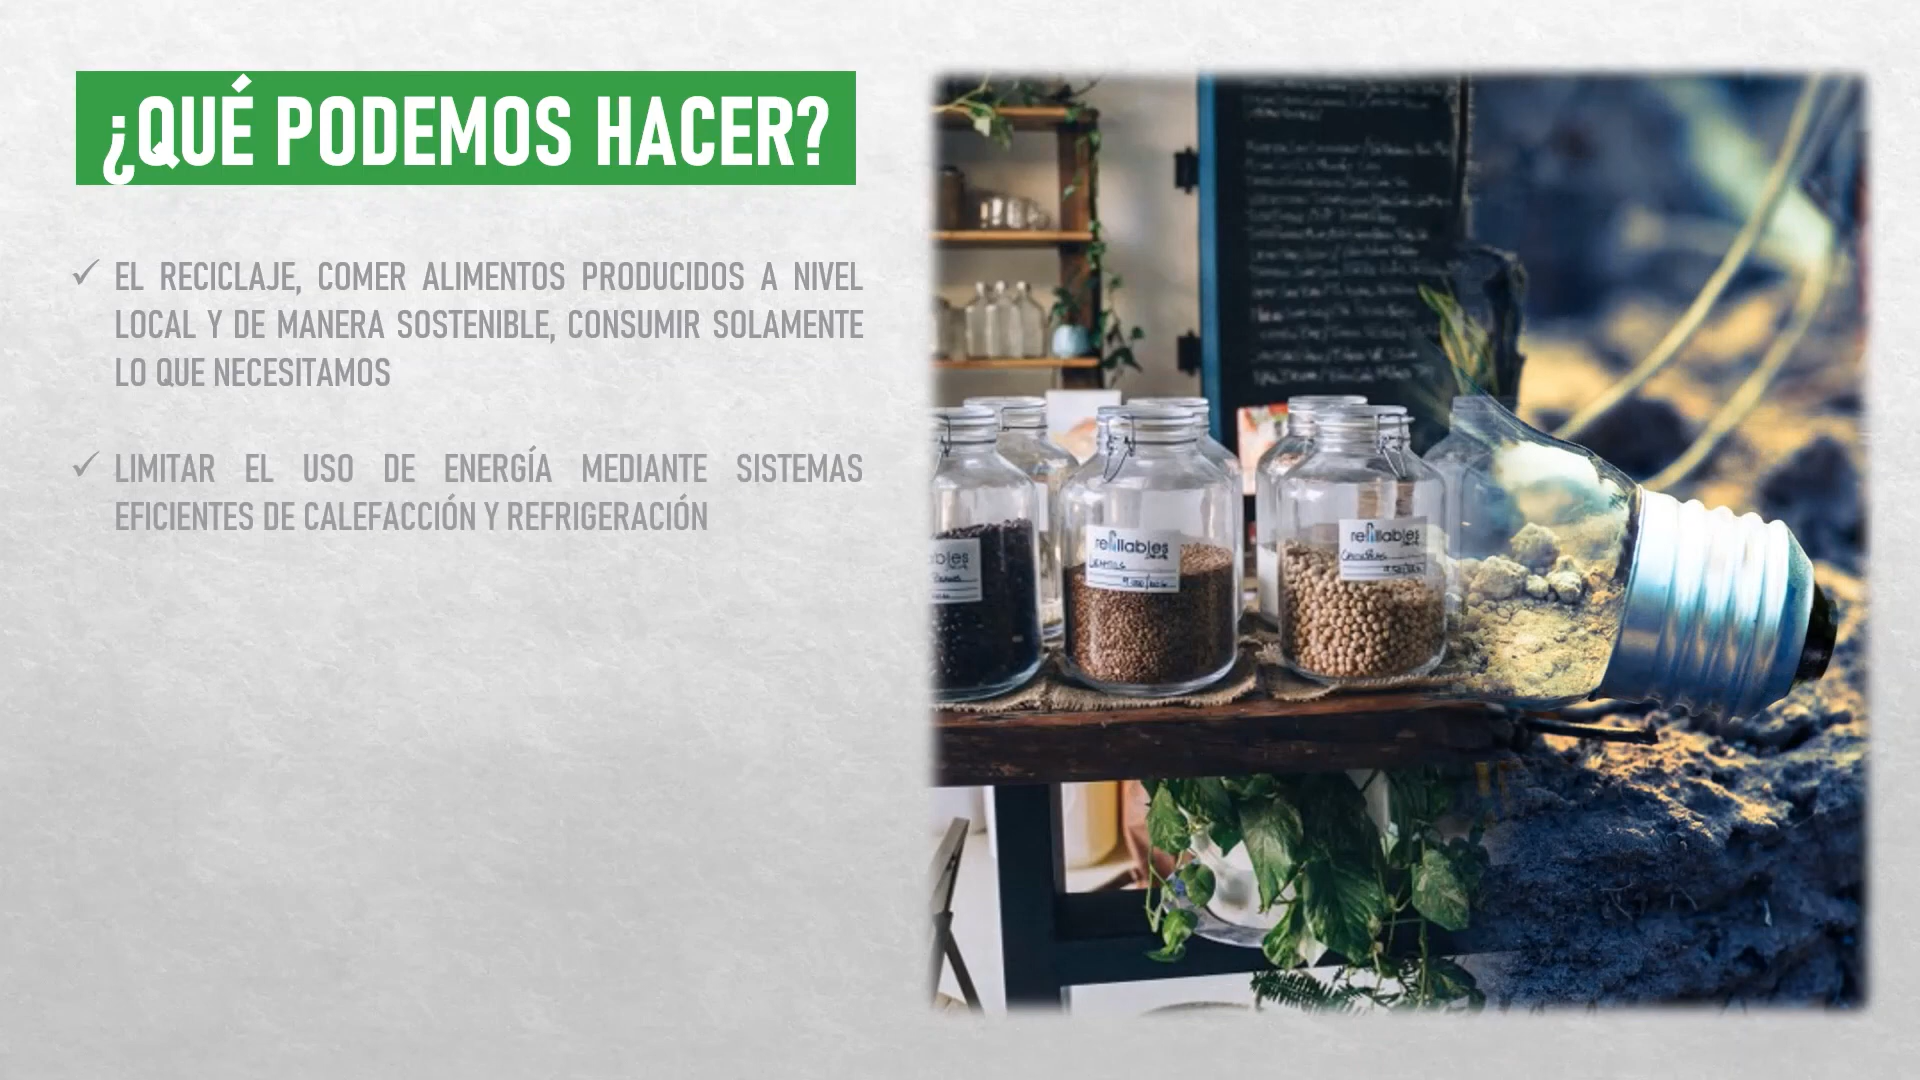 ¿QUÉ PODEMOS HACER?
EL RECICLAJE, COMER ALIMENTOS PRODUCIDOS A NIVEL
LOCAL Y DE MANERA SOSTENIBLE, CONSUMIR SOLAMENTE
LO QUE NECESITAMOS
LIMITAR EL USO DE ENERGÍA MEDIANTE SISTEMAS
EFICIENTES DE CALEFACCIÓN Y REFRIGERACIÓN
refillables
refillables